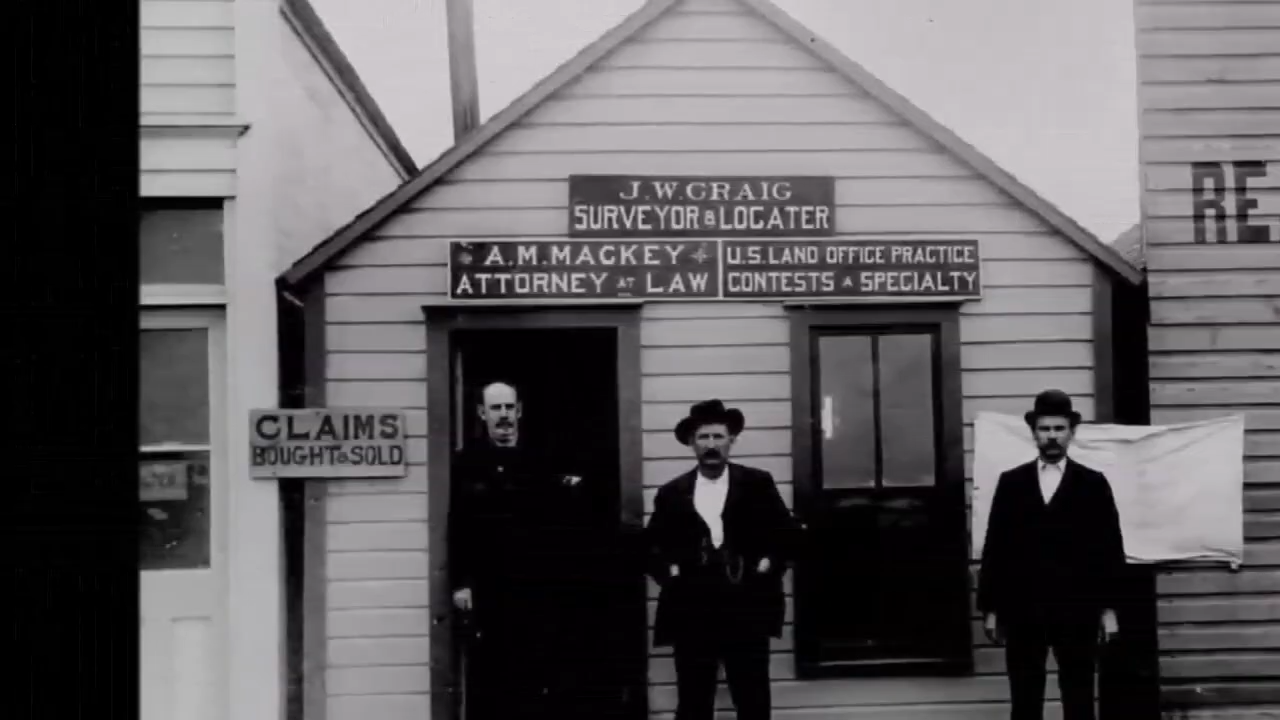 J.W.CRAIG
SURVEYOR & LOCATER
A.M.MACKEY
ATTORNEY AT LAW
U.S. LAND OFFICE PRACTICE
CONTESTS A SPECIALTY
CLAIMS
BOUGHT & SOLD
RE